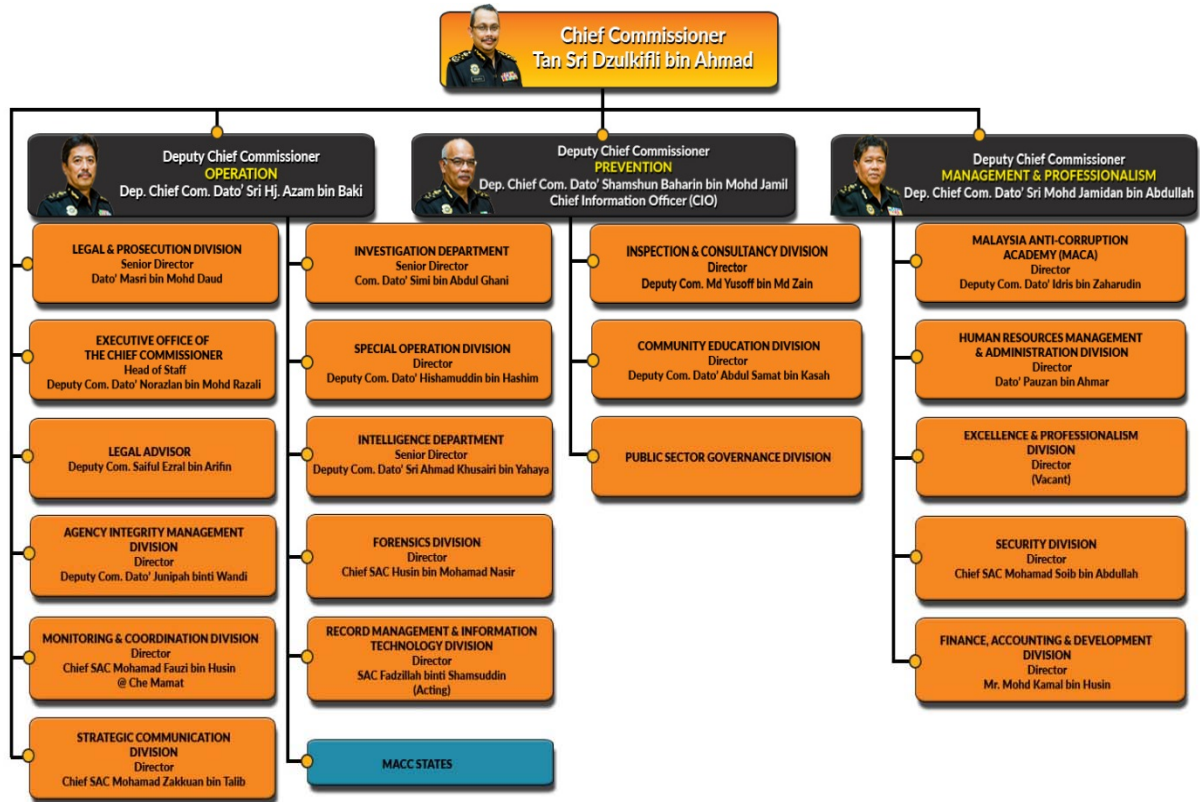 Chief Commissioner
Tan Sri Dzulkifli bin Ahmad
Deputy Chief Commissioner
OPERATION
Dep. Chief Com. Dato' Sri Hj. Azam bin Baki
Deputy Chief Commissioner
PREVENTION
Dep. Chief Com. Dato' Shamshun Baharin bin Mohd Jamil
Chief Information Officer (CIO)
Deputy Chief Commissioner
MANAGEMENT & PROFESSIONALISM
Dep. Chief Com. Dato' Sri Mohd Jamidan bin Abdullah
LEGAL & PROSECUTION DIVISION
Senior Director
Dato' Masri bin Mohd Daud
EXECUTIVE OFFICE OF
THE CHIEF COMMISSIONER
Head of Staff
Deputy Com. Dato' Norazlan bin Mohd Razali
LEGAL ADVISOR
Deputy Com. Saiful Ezral bin Arifin
AGENCY INTEGRITY MANAGEMENT
DIVISION
Director
Deputy Com. Dato' Junipah binti Wandi
MONITORING & COORDINATION DIVISION
Director
Chief SAC Mohamad Fauzi bin Husin
@ Che Mamat
STRATEGIC COMMUNICATION
DIVISION
Director
Chief SAC Mohamad Zakkuan bin Talib
INVESTIGATION DEPARTMENT
Senior Director
Com. Dato' Simi bin Abdul Ghani
SPECIAL OPERATION DIVISION
Director
Deputy Com. Dato' Hishamuddin bin Hashim
INTELLIGENCE DEPARTMENT
Senior Director
Deputy Com. Dato' Sri Ahmad Khusairi bin Yahaya
FORENSICS DIVISION
Director
Chief SAC Husin bin Mohamad Nasir
RECORD MANAGEMENT & INFORMATION
TECHNOLOGY DIVISION
Director
SAC Fadzillah binti Shamsuddin
(Acting)
MACC STATES
INSPECTION & CONSULTANCY DIVISION
Director
Deputy Com. Md Yusoff bin Md Zain
COMMUNITY EDUCATION DIVISION
Director
Deputy Com. Dato' Abdul Samat bin Kasah
PUBLIC SECTOR GOVERNANCE DIVISION
MALAYSIA ANTI-CORRUPTION
ACADEMY (MACA)
Director
Deputy Com. Dato' Idris bin Zaharudin
HUMAN RESOURCES MANAGEMENT
& ADMINISTRATION DIVISION
Director
Dato' Pauzan bin Ahmar
EXCELLENCE & PROFESSIONALISM
DIVISION
Director
(Vacant)
SECURITY DIVISION
Director
Chief SAC Mohamad Soib bin Abdullah
FINANCE, ACCOUNTING & DEVELOPMENT
DIVISION
Director
Mr. Mohd Kamal bin Husin